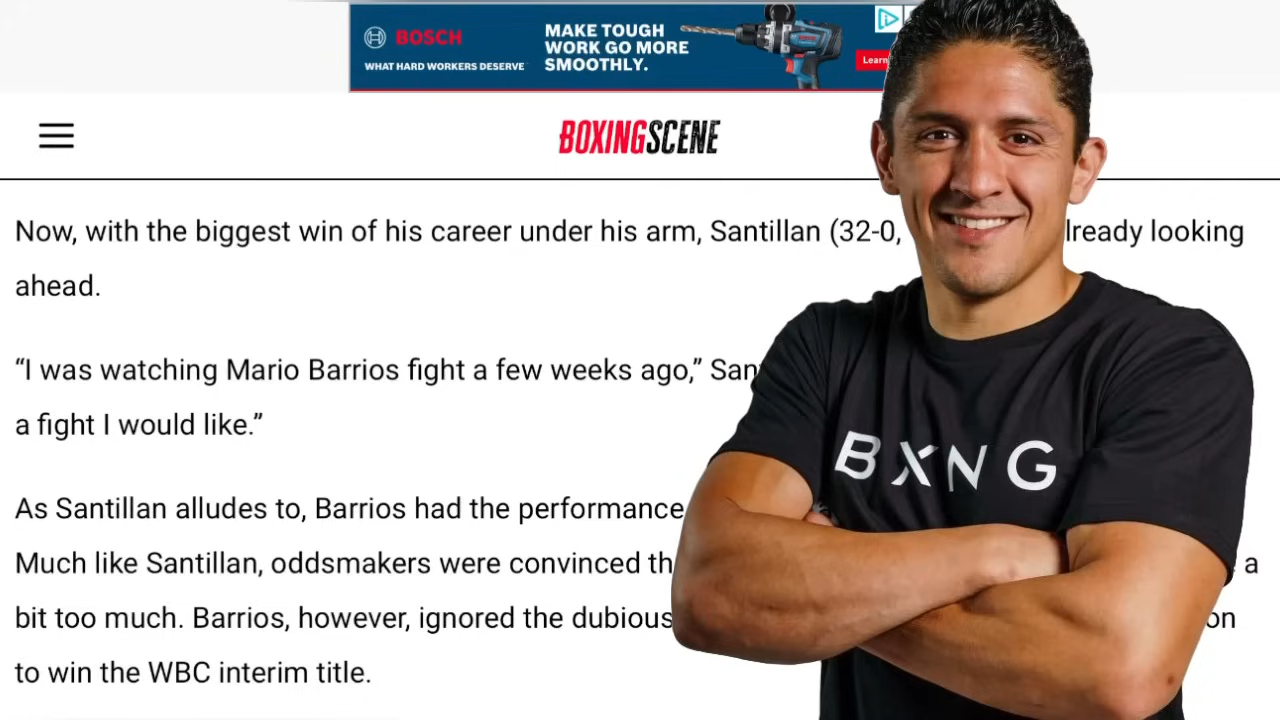 BOSCH
WHAT HARD WORKERS DESERVE
MAKE TOUGH
WORK GO MORE
SMOOTHLY.
BOXINGSCENE
Now, with the biggest win of his career under his arm, Santillan (32-0, lready looking
ahead.
“I was watching Mario Barrios fight a few weeks ago,” San
a fight I would like.”
As Santillan alludes to, Barrios had the performance
Much like Santillan, oddsmakers were convinced th a
bit too much. Barrios, however, ignored the dubious on
to win the WBC interim title.
BXNG